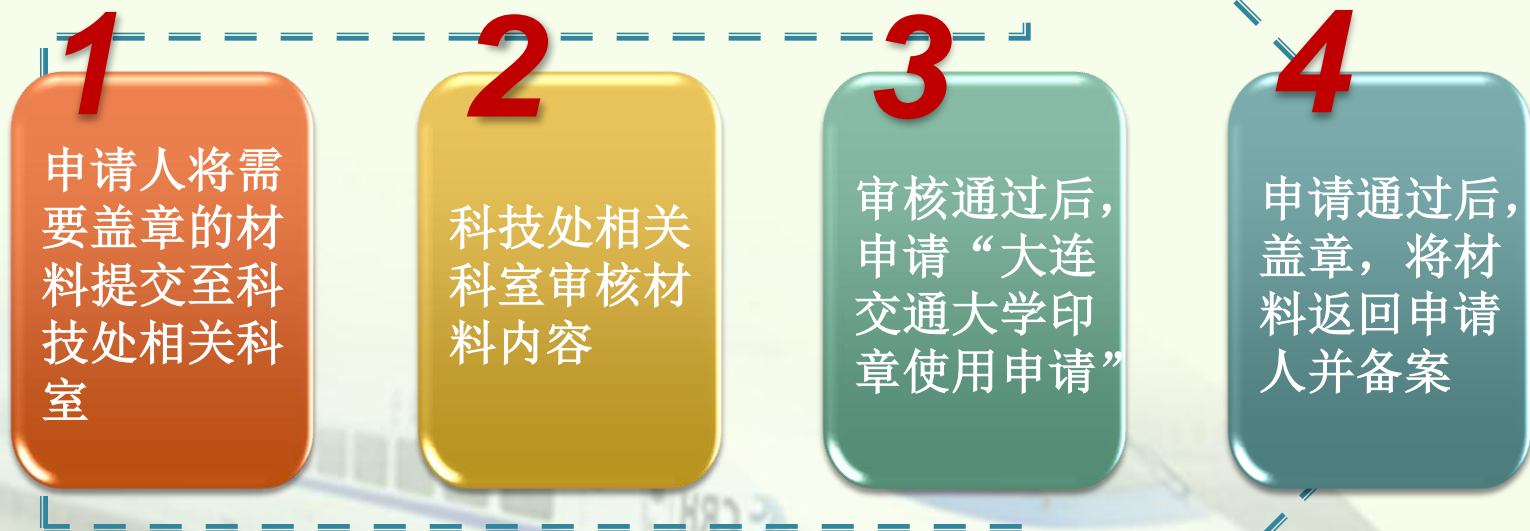 1
申请人将需
要盖章的材
料提交至科
技处相关科
室
2
科技处相关
科室审核材
料内容
3
审核通过后，
申请“大连
交通大学印
章使用申请”
4
申请通过后，
盖章，将材
料返回申请
人并备案
CRH